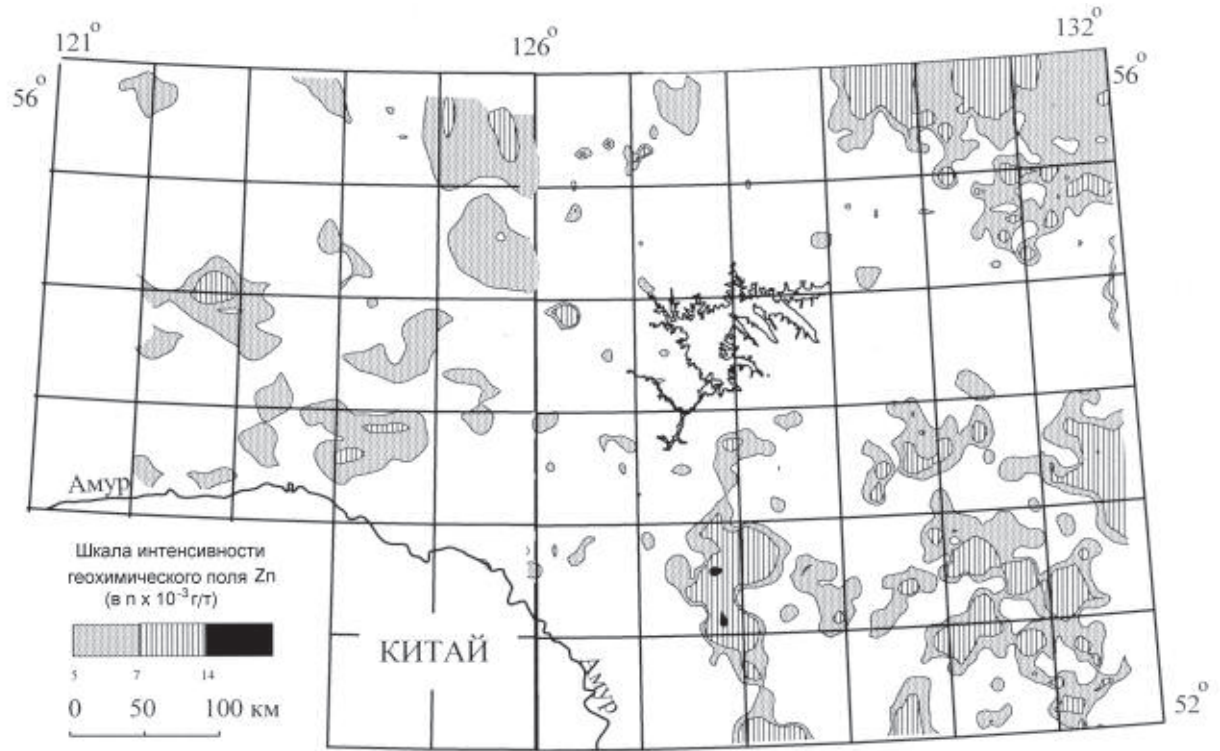 121°
126°
132°
56°
56°
Амур
Шкала интенсивности
геохимического поля Zn
(в п x 10⁻³ г/т)
5 7 14
0 50 100 км
КИТАЙ
Амур
52°